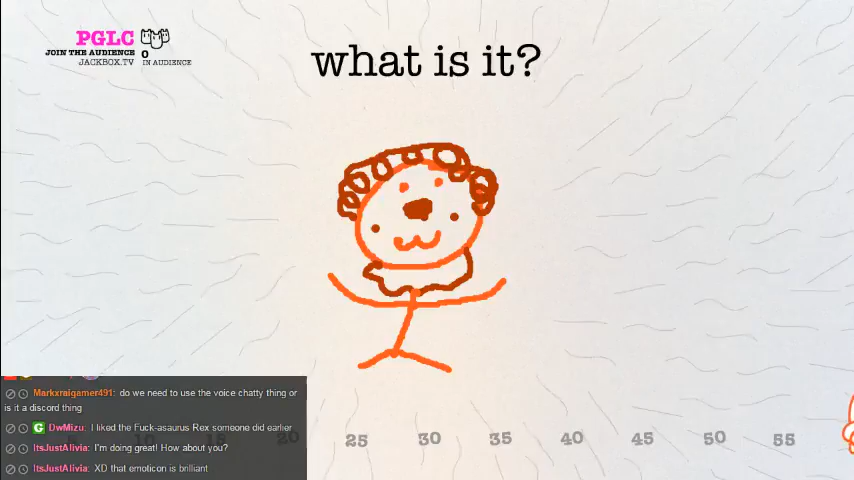 PGLC
JOIN THE AUDIENCE
JACKBOX.TV
0
IN AUDIENCE
what is it?
Markxraigamer491: do we need to use the voice chatty thing or
is it a discord thing
G DwMizu: I liked the Fuck-asaurus Rex someone did earlier
ItsJustAlivia: I'm doing great! How about you?
ItsJustAlivia: XD that emoticon is brilliant
10 20 25 30 35 40 45 50 55